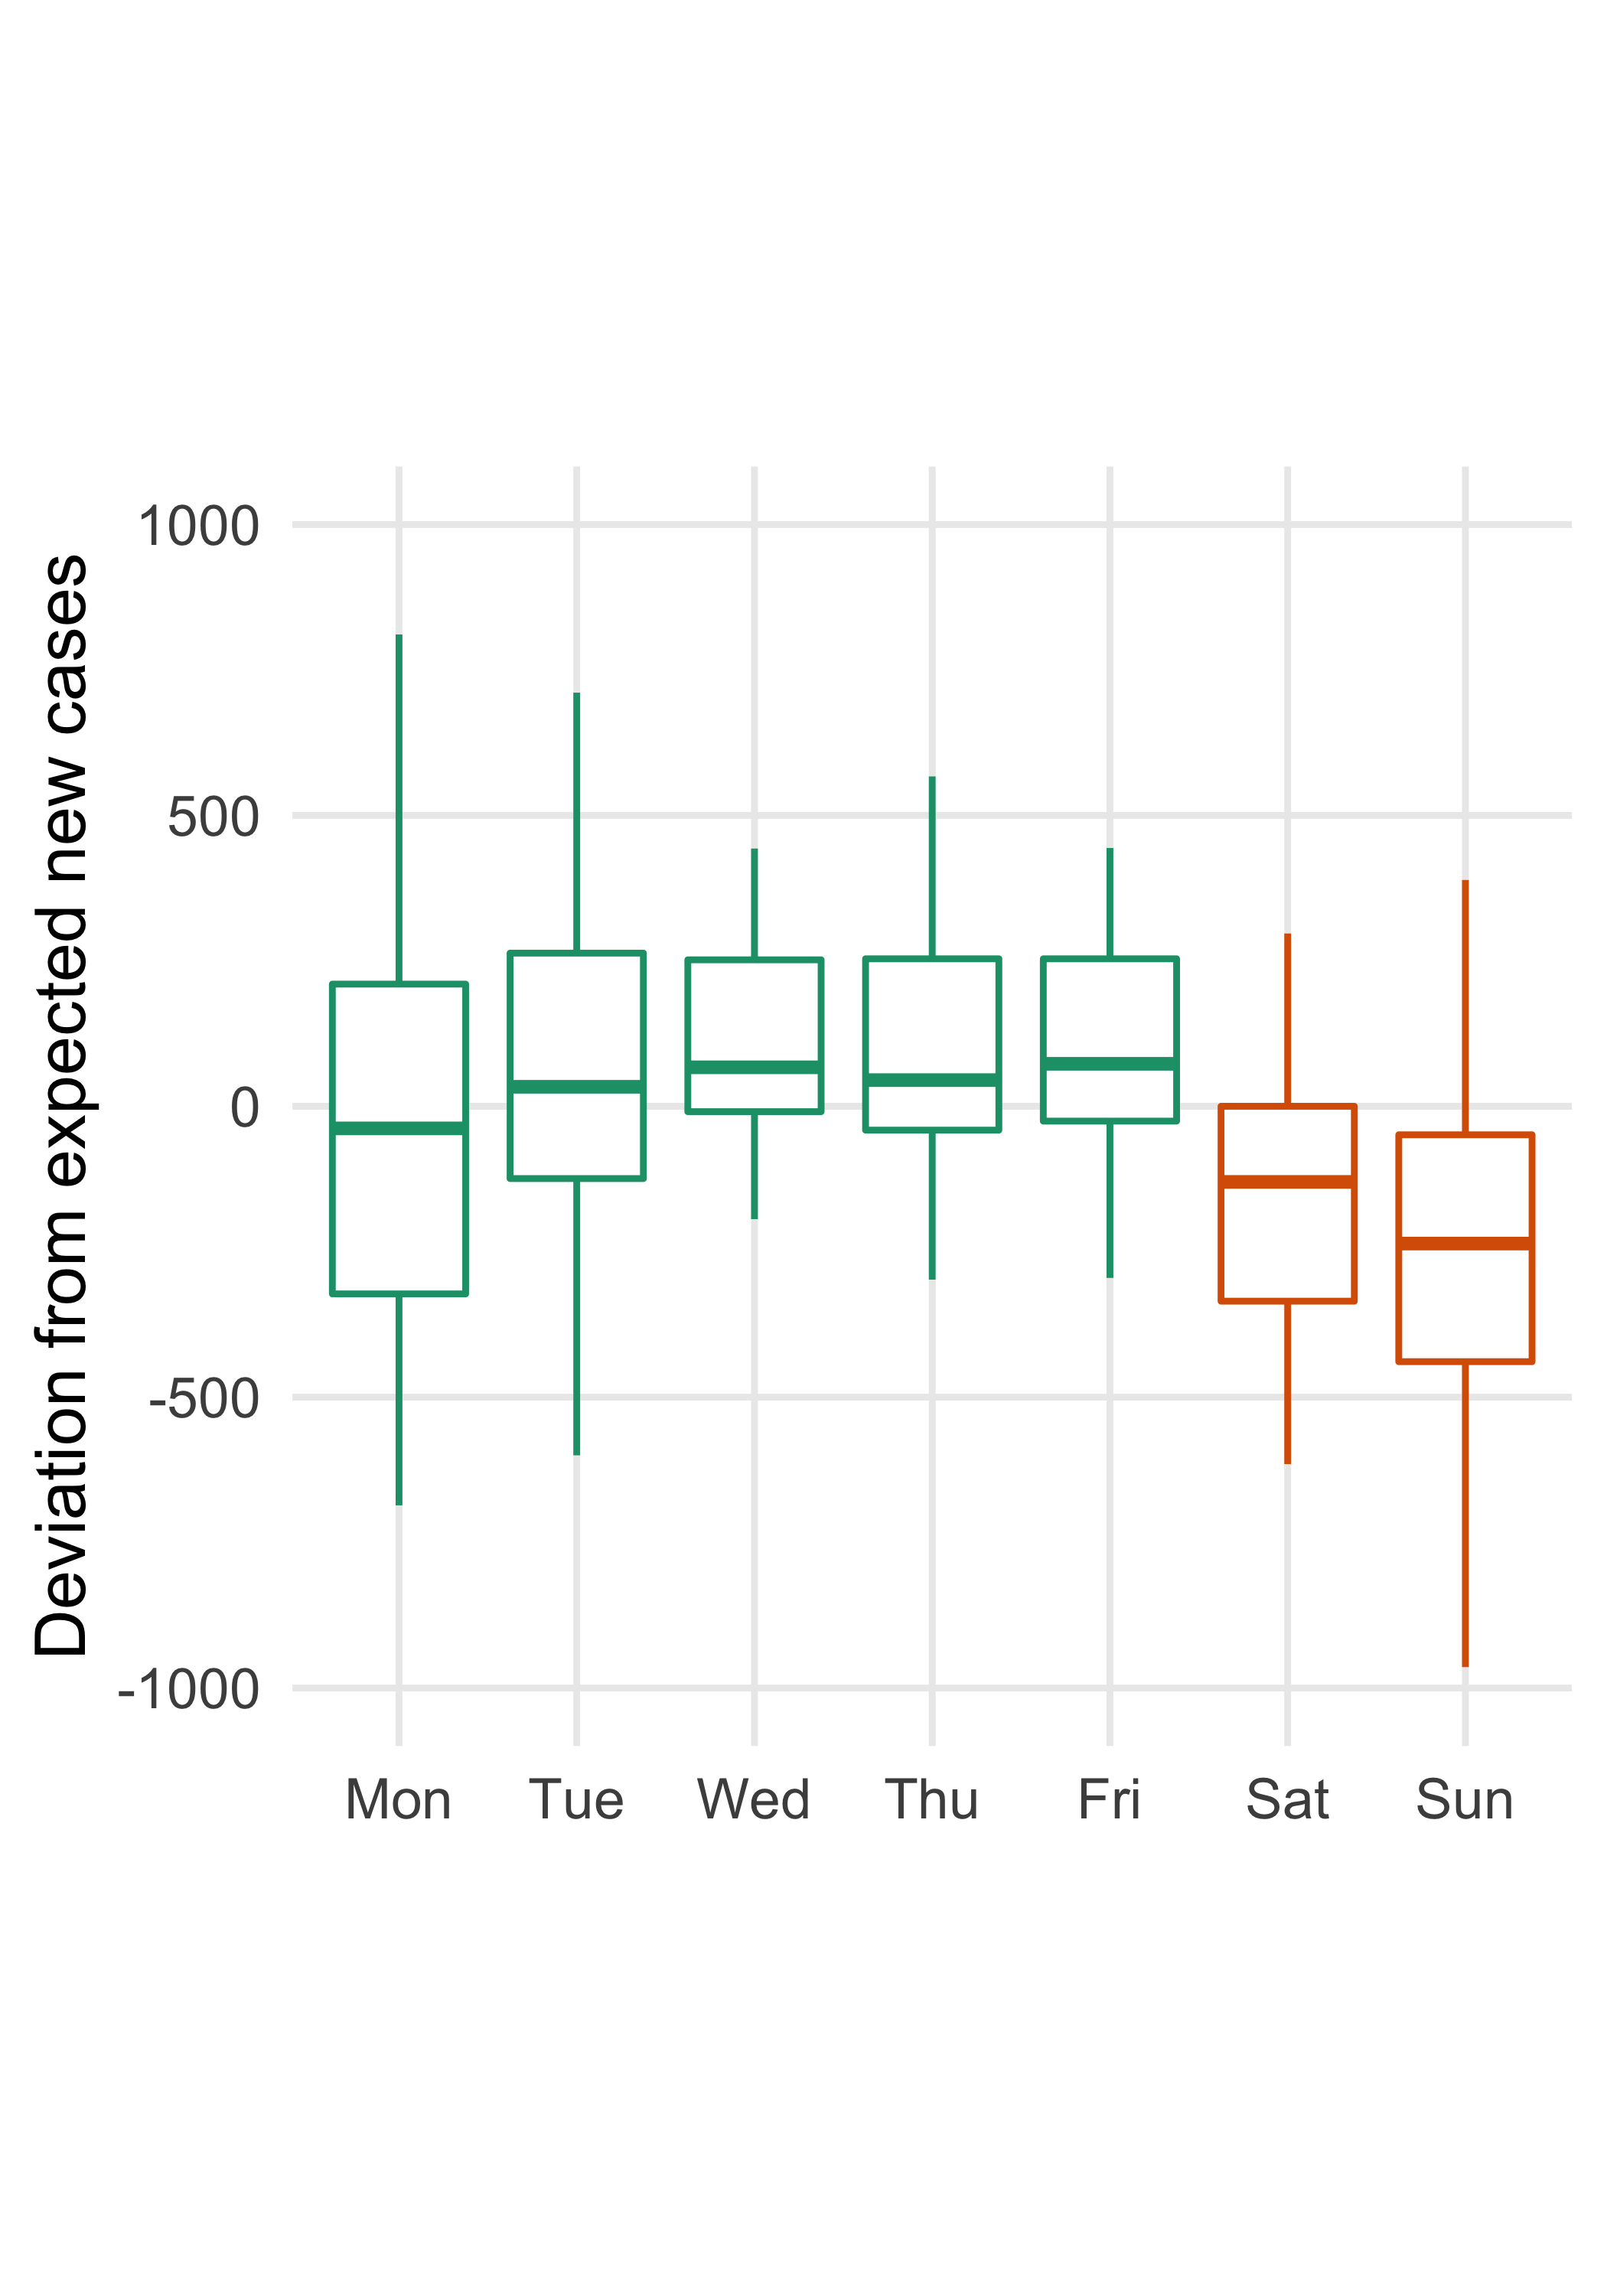 Deviation from expected new cases
1000
500
0
-500
-1000
Mon Tue Wed Thu Fri Sat Sun